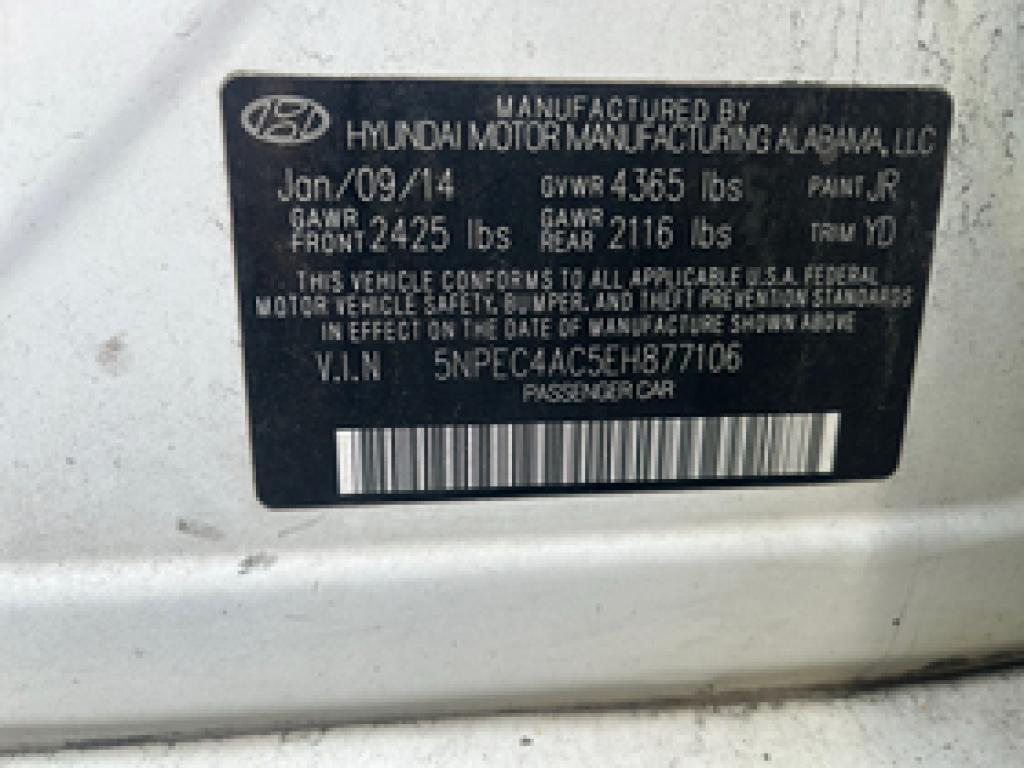 MANUFACTURED BY
HYUNDAI MOTOR MANUFACTURING ALABAMA, LLC
Jan/09/14 GVWR 4365 lbs PAINT JR
GAWR FRONT 2425 lbs GAWR REAR 2116 lbs TRIM YD
THIS VEHICLE CONFORMS TO ALL APPLICABLE U.S.A. FEDERAL
MOTOR VEHICLE SAFETY, BUMPER, AND THEFT PREVENTION STANDARDS
IN EFFECT ON THE DATE OF MANUFACTURE SHOWN ABOVE
V.I.N 5NPEC4AC5EH877106
PASSENGER CAR